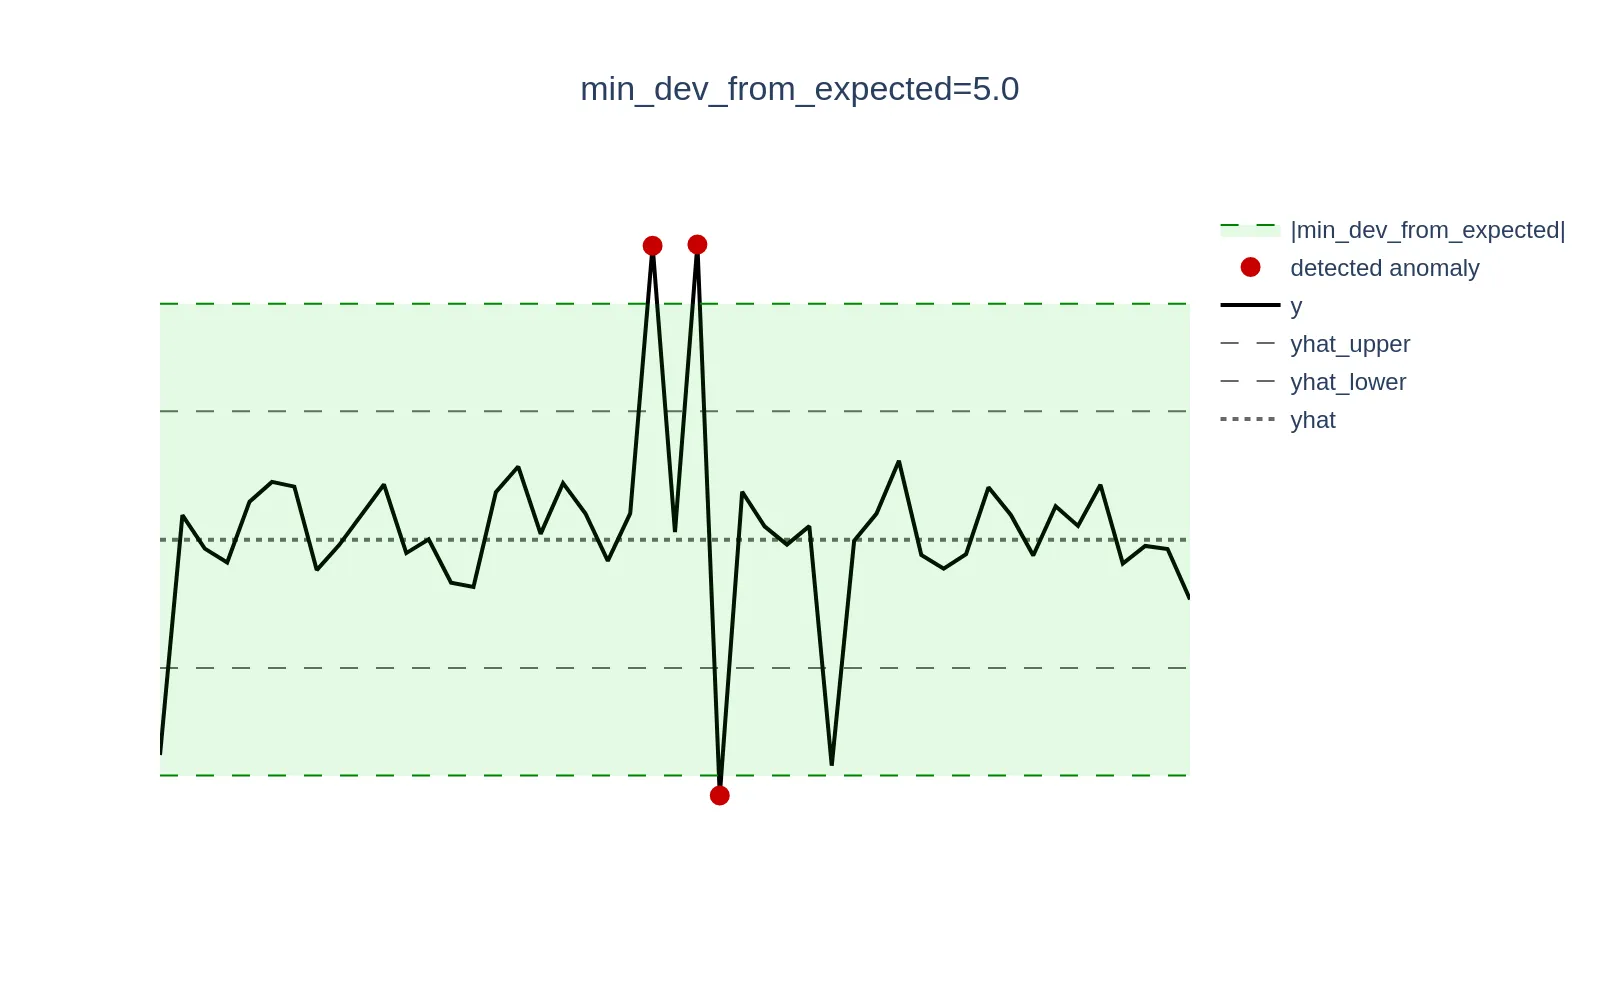 min_dev_from_expected=5.0
|min_dev_from_expected|
detected anomaly
y
yhat_upper
yhat_lower
yhat